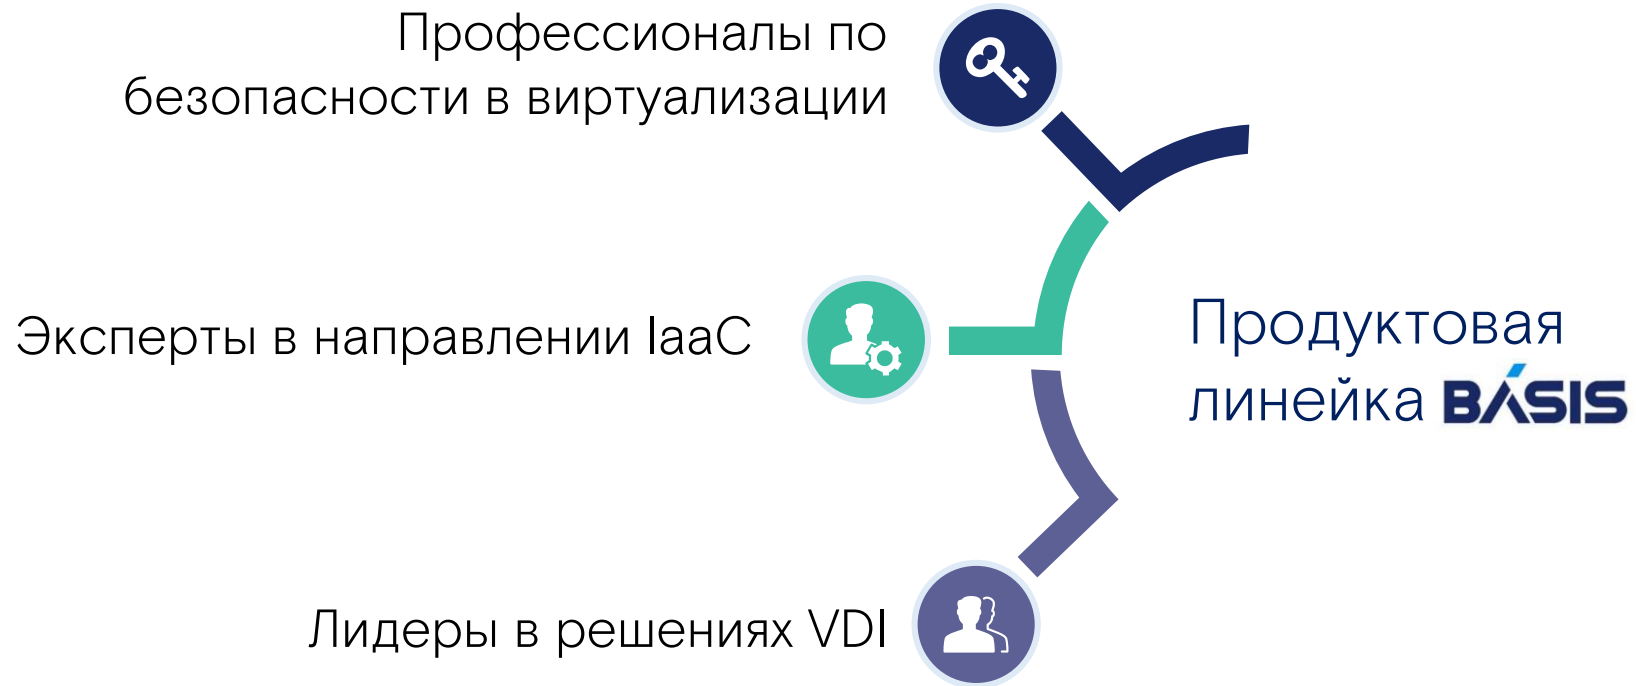 Профессионалы по
безопасности в виртуализации
Эксперты в направлении IaaC
Продуктовая
линейка BASIS
Лидеры в решениях VDI